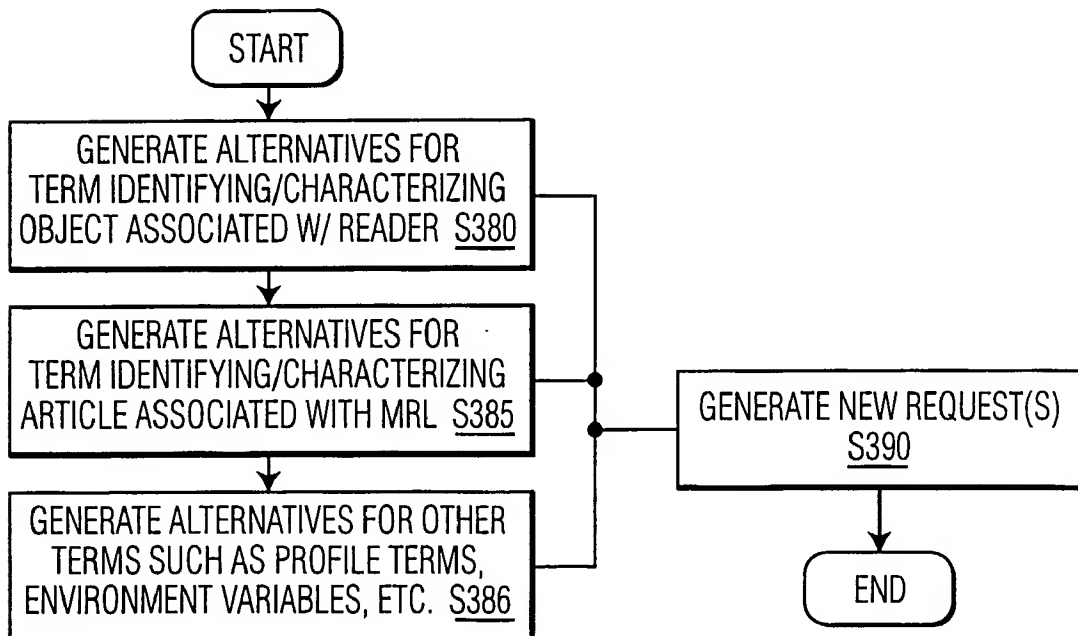 START
GENERATE ALTERNATIVES FOR
TERM IDENTIFYING/CHARACTERIZING
OBJECT ASSOCIATED W/ READER S380
GENERATE ALTERNATIVES FOR
TERM IDENTIFYING/CHARACTERIZING
ARTICLE ASSOCIATED WITH MRL S385
GENERATE ALTERNATIVES FOR OTHER
TERMS SUCH AS PROFILE TERMS,
ENVIRONMENT VARIABLES, ETC. S386
GENERATE NEW REQUEST(S)
S390
END